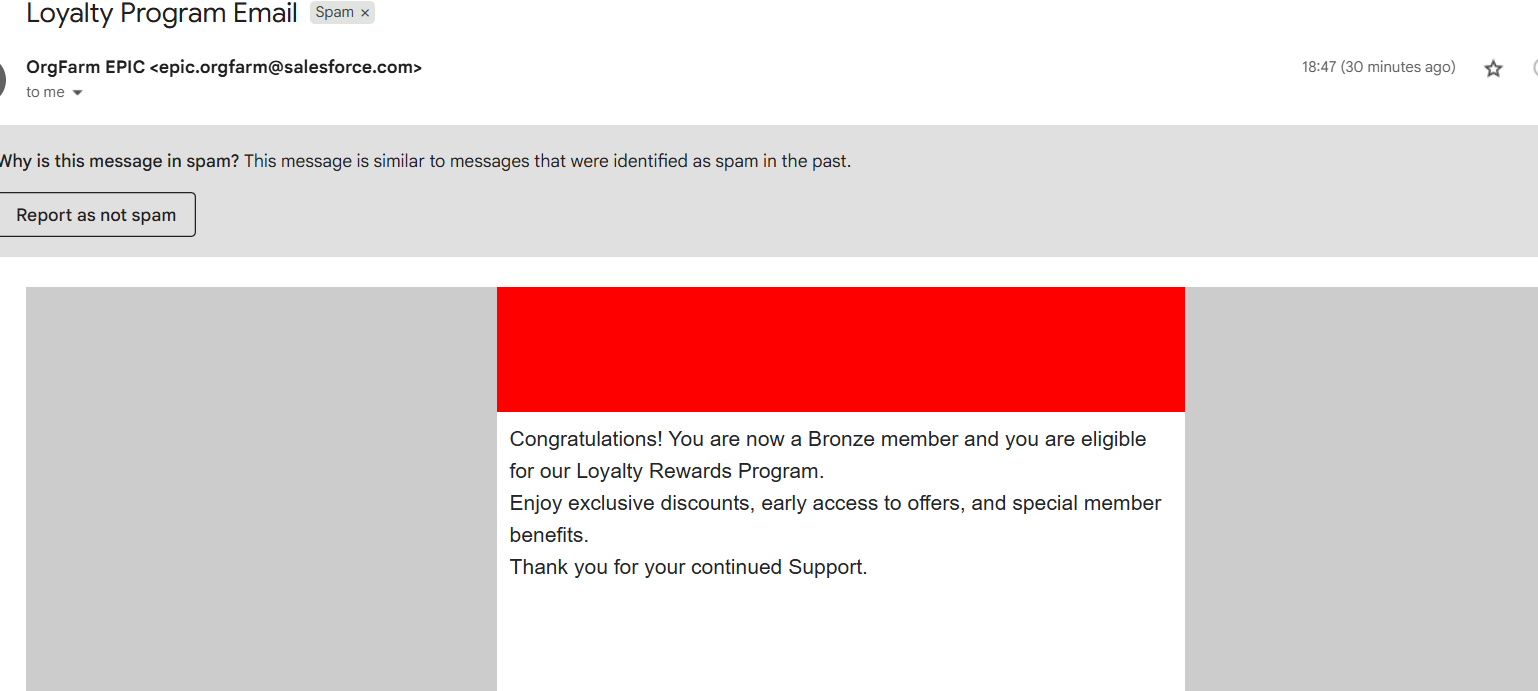 Loyalty Program Email Spam ×
OrgFarm EPIC <epic.orgfarm@salesforce.com>
18:47 (30 minutes ago)
to me
Why is this message in spam? This message is similar to messages that were identified as spam in the past.
Report as not spam
Congratulations! You are now a Bronze member and you are eligible
for our Loyalty Rewards Program.
Enjoy exclusive discounts, early access to offers, and special member
benefits.
Thank you for your continued Support.